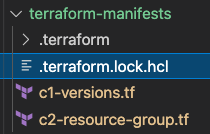 terraform-manifests
.terraform
.terraform.lock.hcl
c1-versions.tf
c2-resource-group.tf